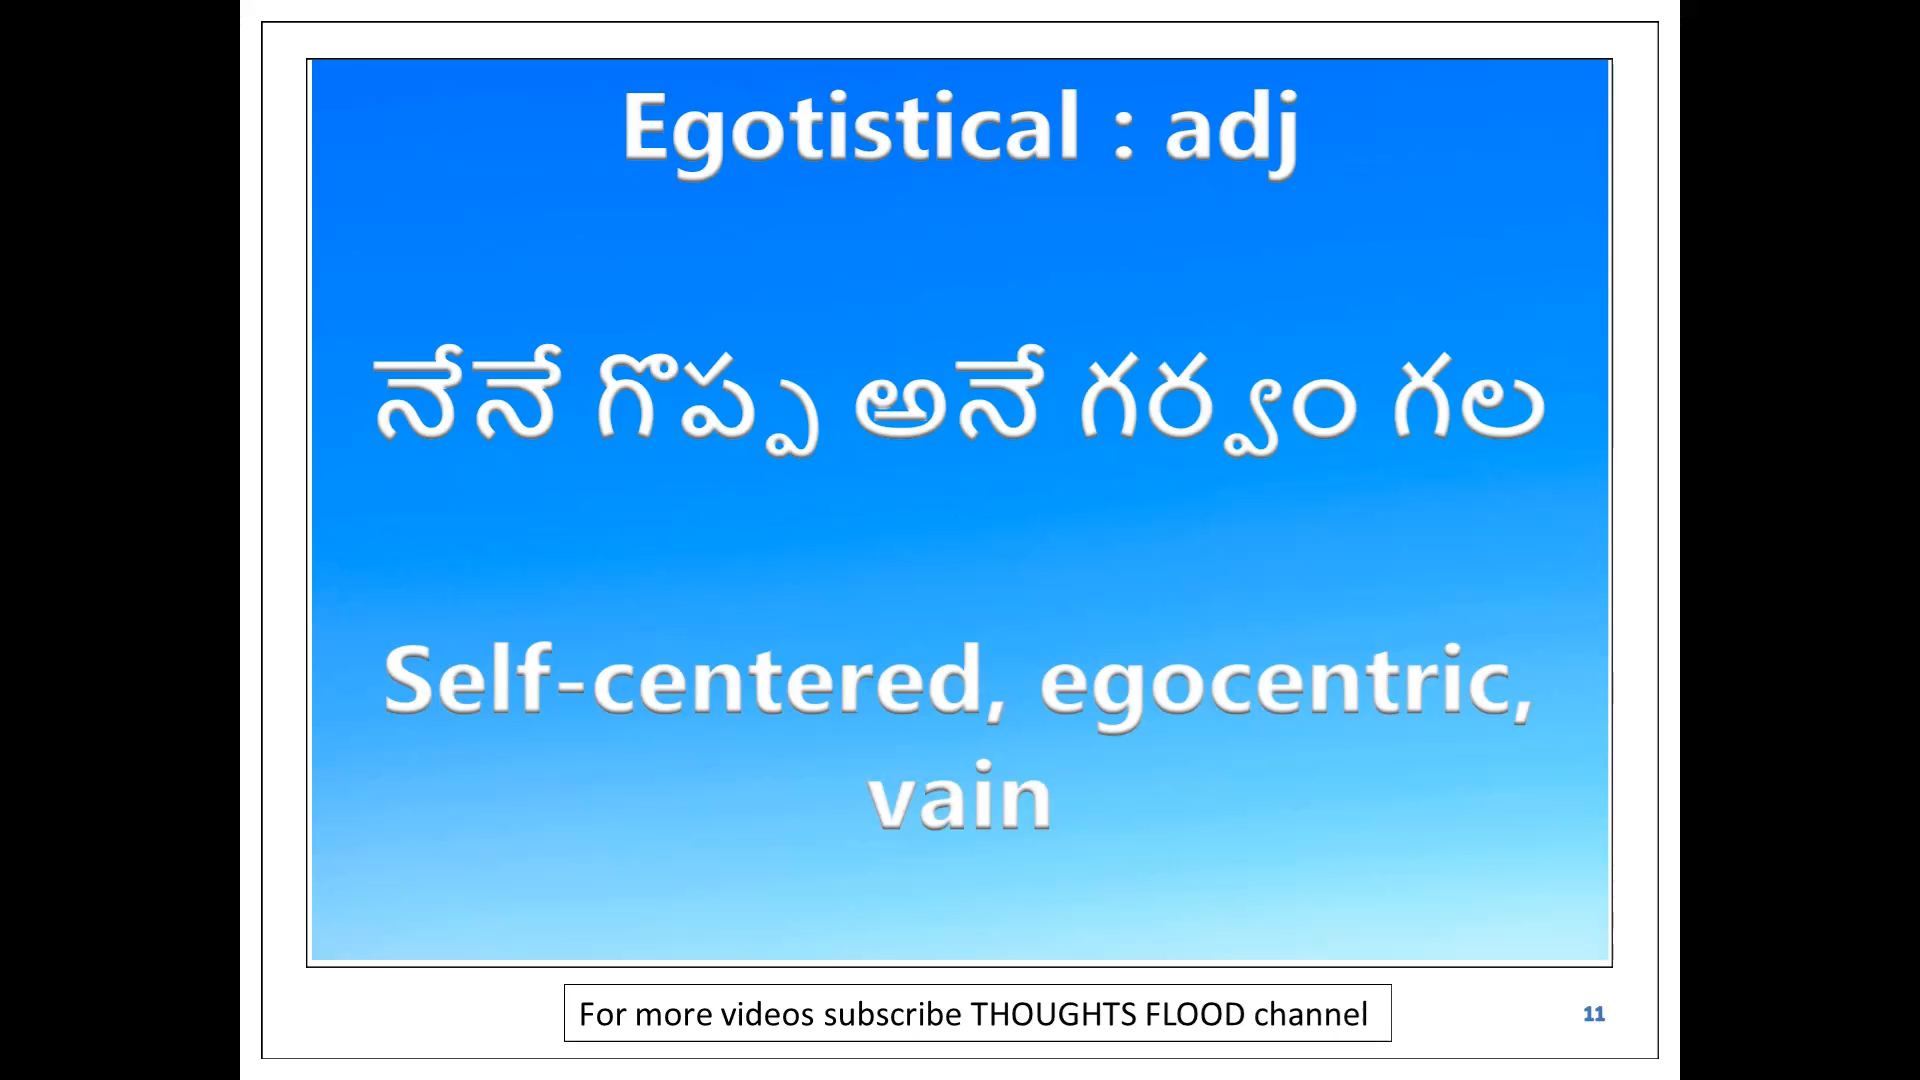 Egotistical : adj
నేనే గొప్ప అనే గర్వం గల
Self-centered, egocentric,
vain
For more videos subscribe THOUGHTS FLOOD channel
11